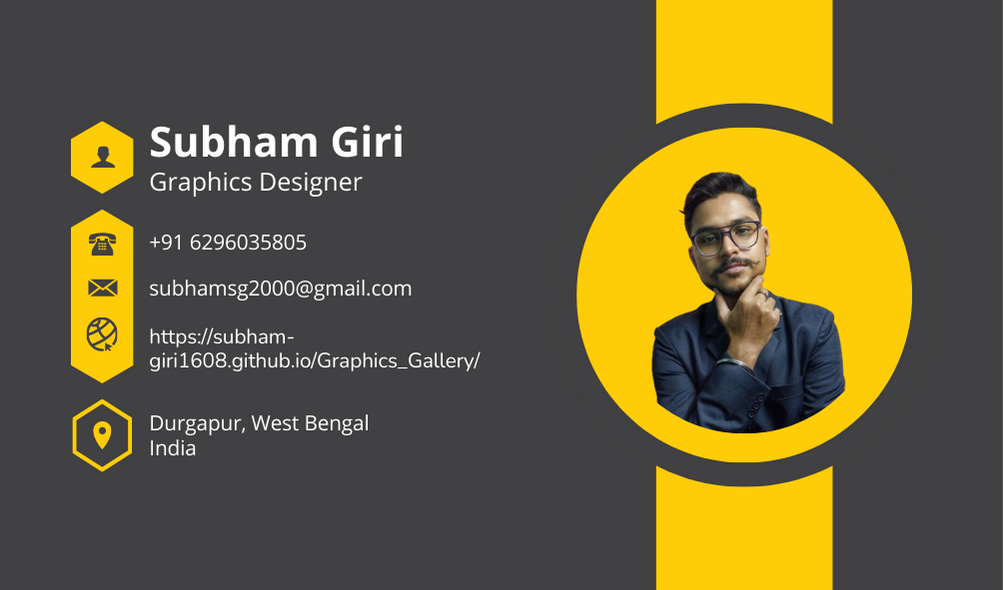 Subham Giri
Graphics Designer
+91 6296035805
subhamsg2000@gmail.com
https://subham-
giri1608.github.io/Graphics_Gallery/
Durgapur, West Bengal
India